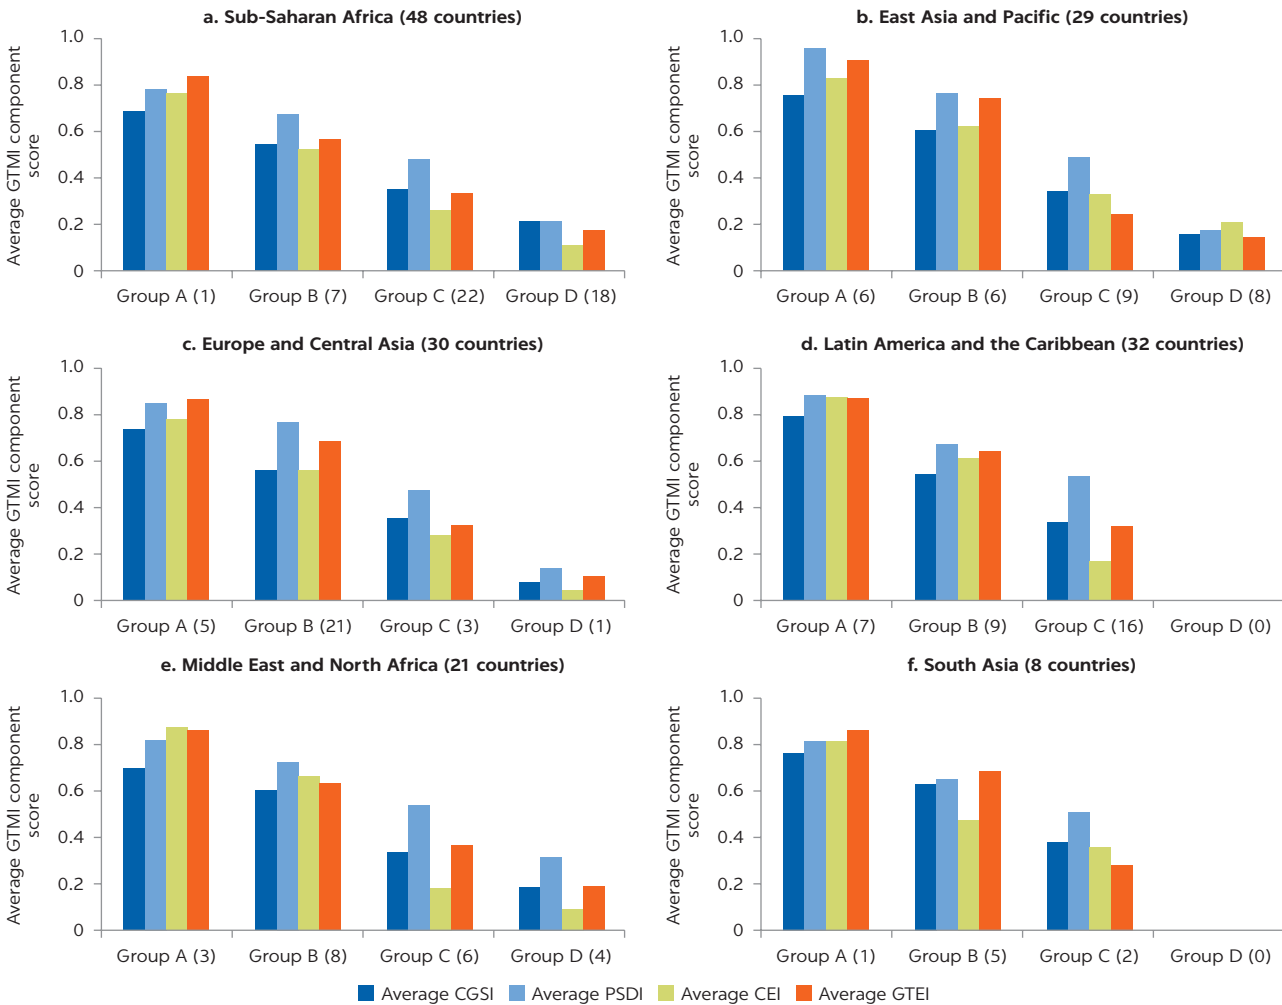 a. Sub-Saharan Africa (48 countries)
Average GTMI component
score
1.0
0.8
0.6
0.4
0.2
0
Group A (1) Group B (7) Group C (22) Group D (18)
b. East Asia and Pacific (29 countries)
Average GTMI component
score
1.0
0.8
0.6
0.4
0.2
0
Group A (6) Group B (6) Group C (9) Group D (8)
c. Europe and Central Asia (30 countries)
Average GTMI component
score
1.0
0.8
0.6
0.4
0.2
0
Group A (5) Group B (21) Group C (3) Group D (1)
d. Latin America and the Caribbean (32 countries)
Average GTMI component
score
1.0
0.8
0.6
0.4
0.2
0
Group A (7) Group B (9) Group C (16) Group D (0)
e. Middle East and North Africa (21 countries)
Average GTMI component
score
1.0
0.8
0.6
0.4
0.2
0
Group A (3) Group B (8) Group C (6) Group D (4)
f. South Asia (8 countries)
Average GTMI component
score
1.0
0.8
0.6
0.4
0.2
0
Group A (1) Group B (5) Group C (2) Group D (0)
Average CGSI Average PSDI Average CEI Average GTEI